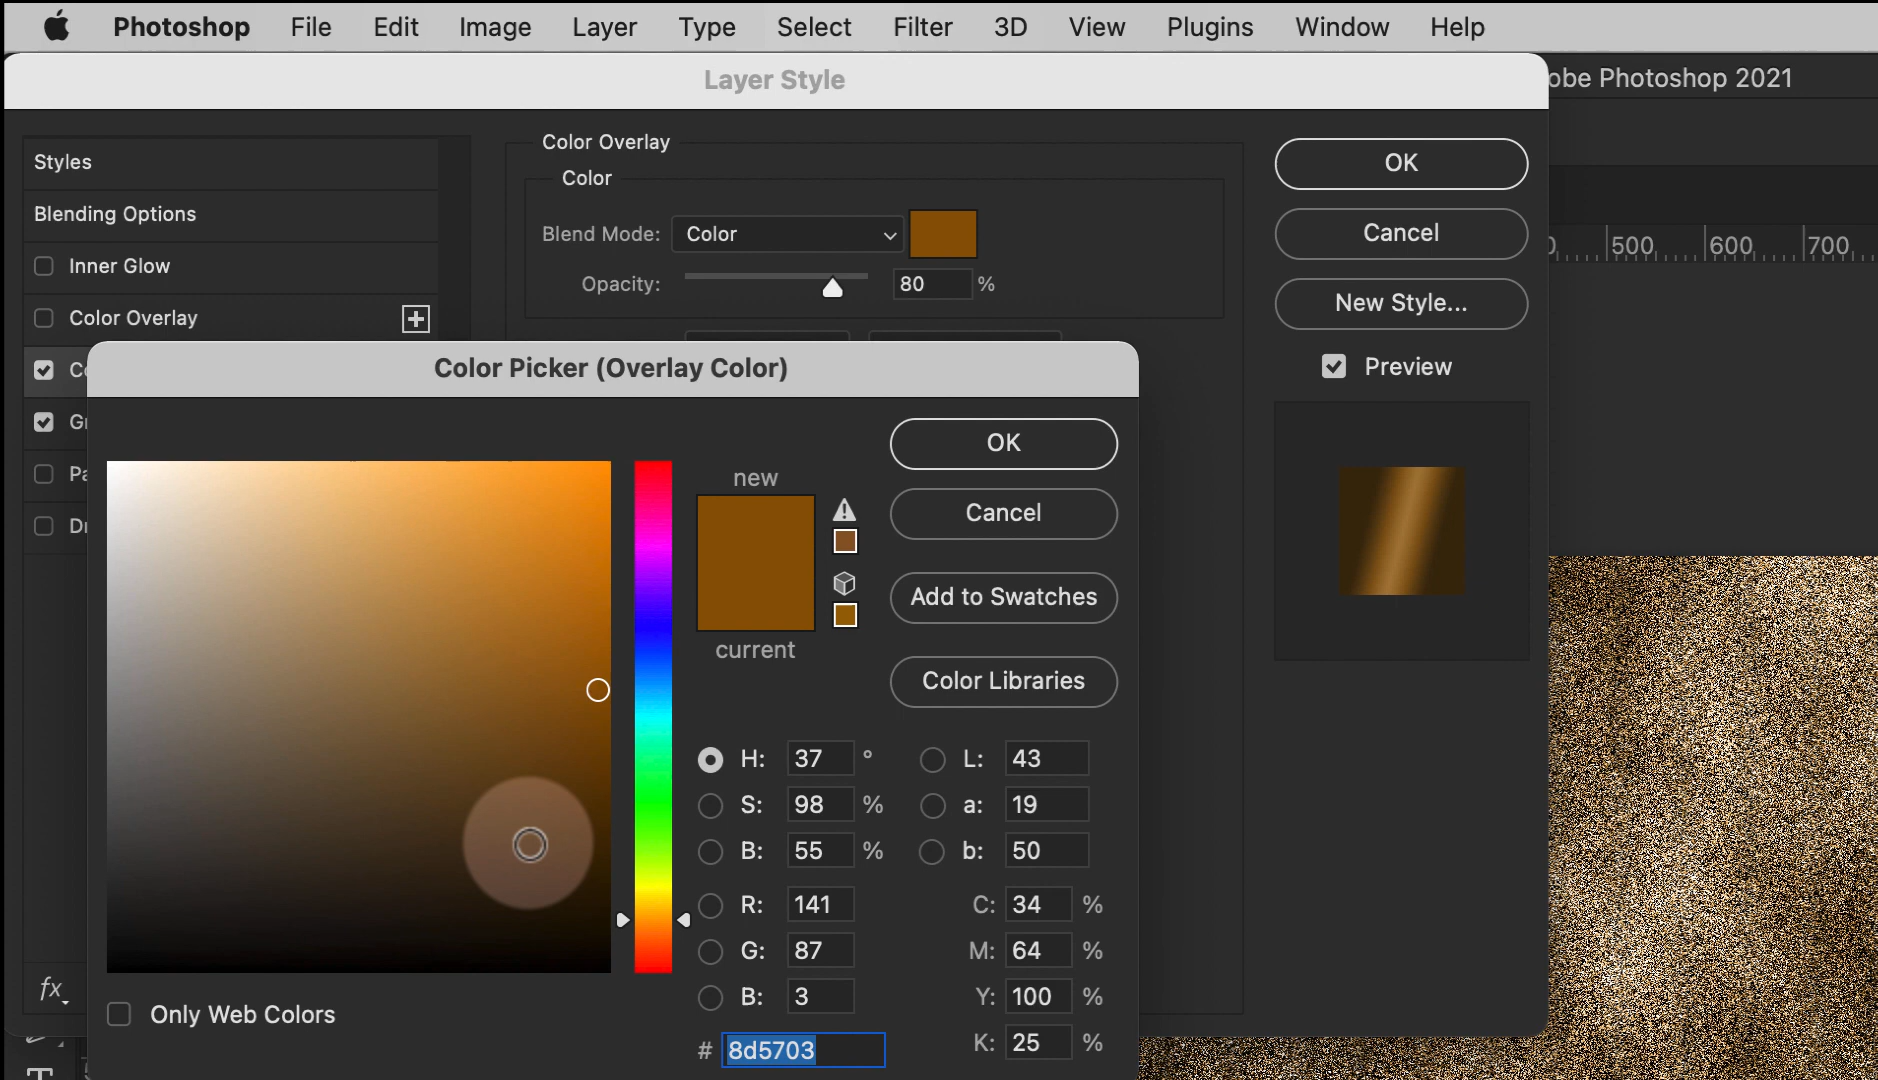 Photoshop File Edit Image Layer Type Select Filter 3D View Plugins Window Help
Layer Style
obe Photoshop 2021
Styles
Blending Options
Inner Glow
Color Overlay
Color Overlay
Color
Blend Mode: Color
Opacity: 80 %
OK
Cancel
New Style...
Preview
500 600 700
Color Picker (Overlay Color)
new
current
OK
Cancel
Add to Swatches
Color Libraries
H: 37 °
S: 98 %
B: 55 %
R: 141
G: 87
B: 3
# 8d5703
L: 43
a: 19
b: 50
C: 34 %
M: 64 %
Y: 100 %
K: 25 %
Only Web Colors
fx